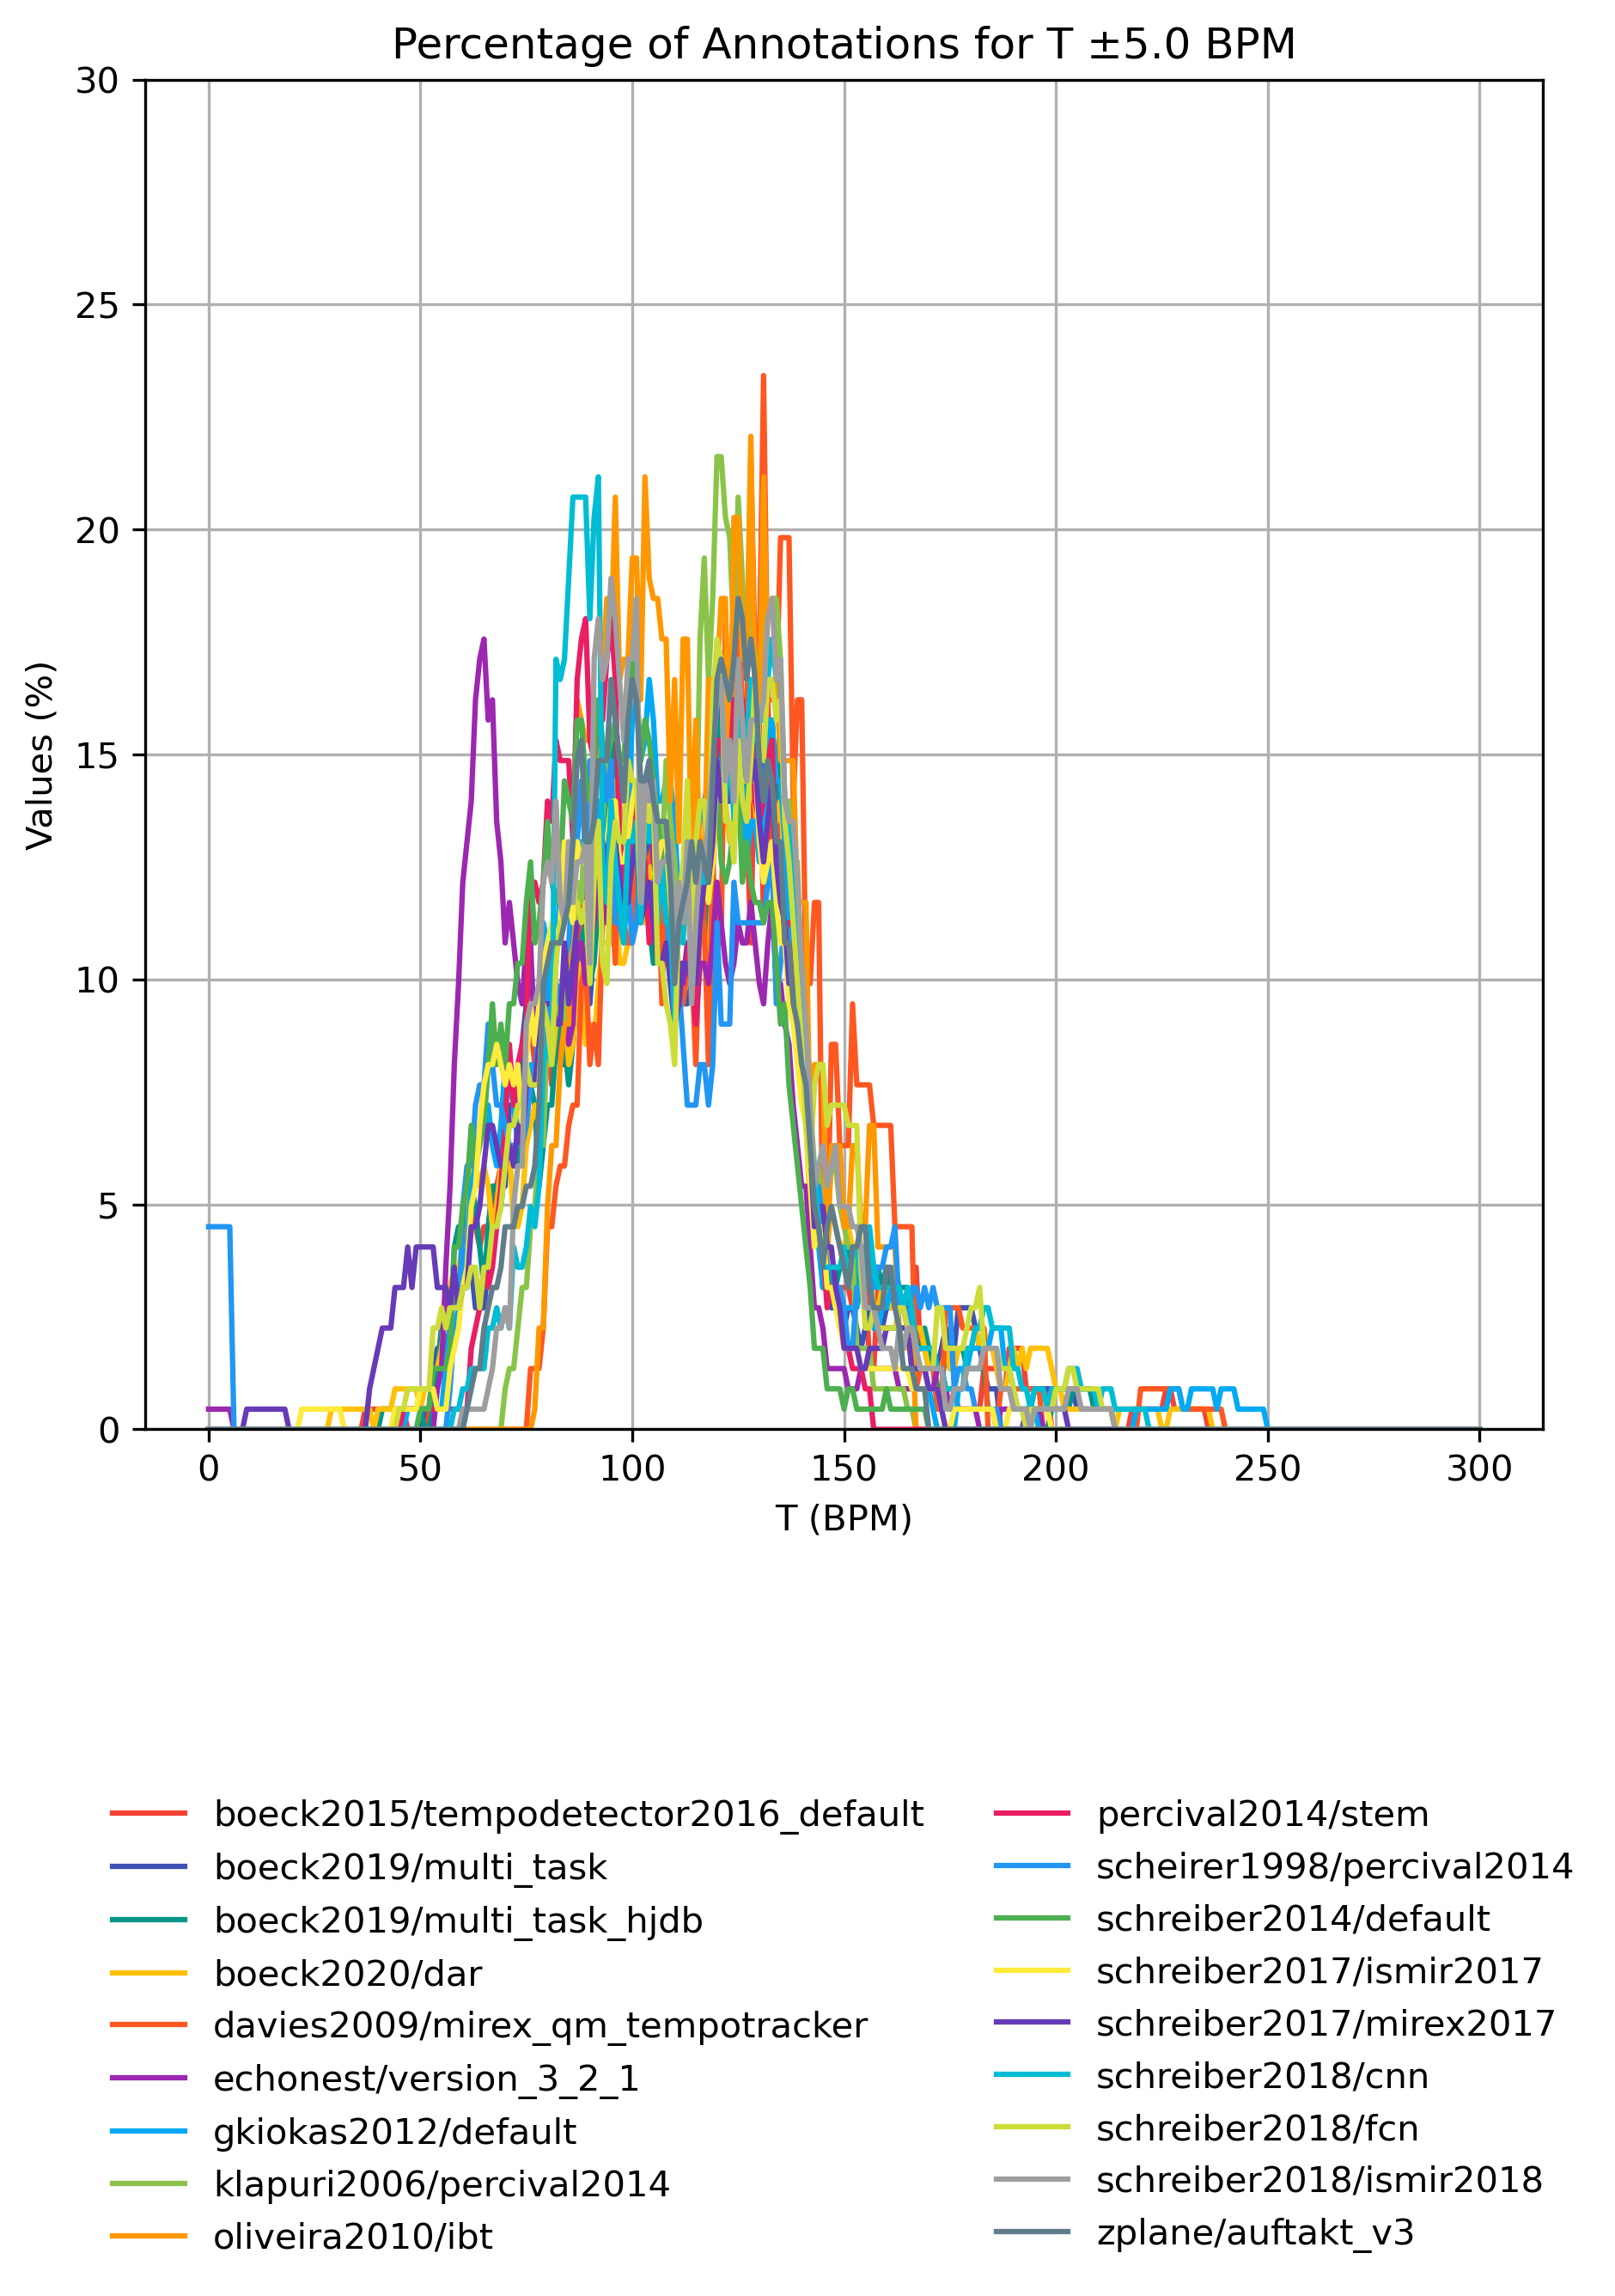 Percentage of Annotations for T ±5.0 BPM
30
25
20
15
10
5
0
Values (%)
0 50 100 150 200 250 300
T (BPM)
boeck2015/tempodetector2016_default
boeck2019/multi_task
boeck2019/multi_task_hjdb
boeck2020/dar
davies2009/mirex_qm_tempotracker
echonest/version_3_2_1
gkiokas2012/default
klapuri2006/percival2014
oliveira2010/ibt
percival2014/stem
scheirer1998/percival2014
schreiber2014/default
schreiber2017/ismir2017
schreiber2017/mirex2017
schreiber2018/cnn
schreiber2018/fcn
schreiber2018/ismir2018
zplane/auftakt_v3